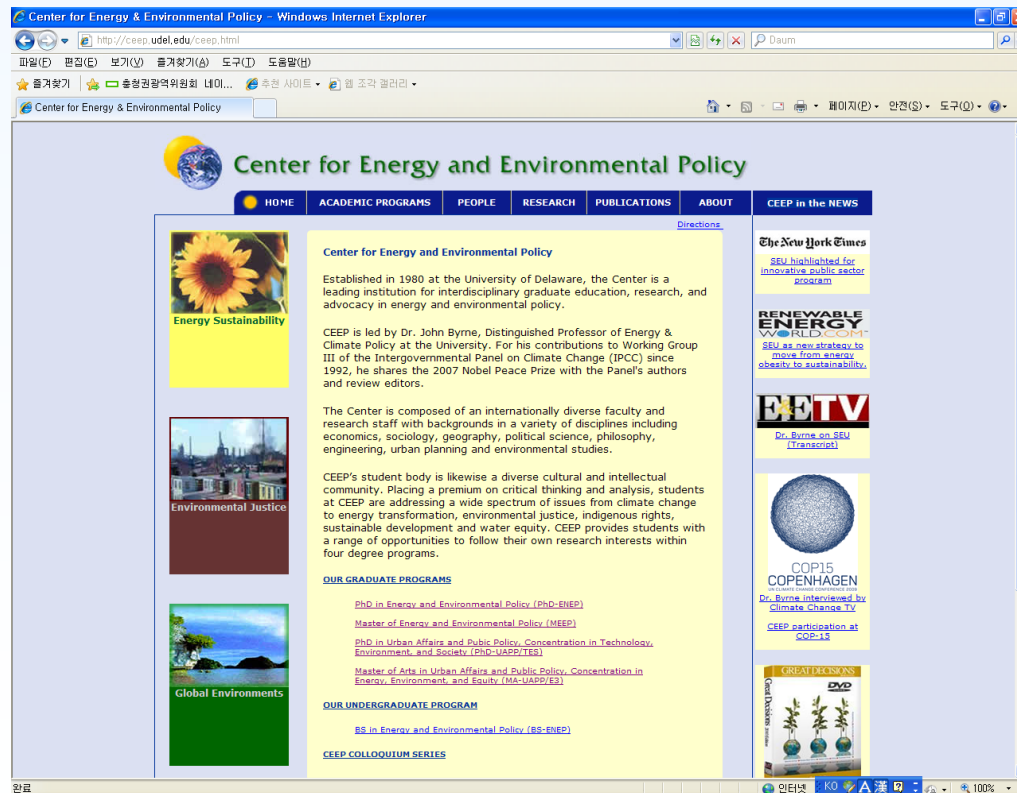 Center for Energy & Environmental Policy - Windows Internet Explorer
http://ceep.udel.edu/ceep.html
Daum
파일(F) 편집(E) 보기(V) 즐겨찾기(A) 도구(T) 도움말(H)
즐겨찾기 충청권광역위원회 네이... 추천 사이트 웹 조각 갤러리
Center for Energy & Environmental Policy
페이지(P) 안전(S) 도구(O)
Center for Energy and Environmental Policy
HOME ACADEMIC PROGRAMS PEOPLE RESEARCH PUBLICATIONS ABOUT CEEP in the NEWS
Directions
Energy Sustainability
Environmental Justice
Global Environments
Center for Energy and Environmental Policy
Established in 1980 at the University of Delaware, the Center is a
leading institution for interdisciplinary graduate education, research, and
advocacy in energy and environmental policy.
CEEP is led by Dr. John Byrne, Distinguished Professor of Energy &
Climate Policy at the University. For his contributions to Working Group
III of the Intergovernmental Panel on Climate Change (IPCC) since
1992, he shares the 2007 Nobel Peace Prize with the Panel's authors
and review editors.
The Center is composed of an internationally diverse faculty and
research staff with backgrounds in a variety of disciplines including
economics, sociology, geography, political science, philosophy,
engineering, urban planning and environmental studies.
CEEP's student body is likewise a diverse cultural and intellectual
community. Placing a premium on critical thinking and analysis, students
at CEEP are addressing a wide spectrum of issues from climate change
to energy transformation, environmental justice, indigenous rights,
sustainable development and water equity. CEEP provides students with
a range of opportunities to follow their own research interests within
four degree programs.
OUR GRADUATE PROGRAMS
PhD in Energy and Environmental Policy (PhD-ENEP)
Master of Energy and Environmental Policy (MEEP)
PhD in Urban Affairs and Pubic Policy, Concentration in Technology,
Environment, and Society (PhD-UAPP/TES)
Master of Arts in Urban Affairs and Public Policy, Concentration in
Energy, Environment, and Equity (MA-UAPP/E3)
OUR UNDERGRADUATE PROGRAM
BS in Energy and Environmental Policy (BS-ENEP)
CEEP COLLOQUIUM SERIES
The New York Times
SEU highlighted for
innovative public sector
program
RENEWABLE
ENERGY
WORLD.COM
SEU as new strategy to
move from energy
obesity to sustainability.
E&ETV
Dr. Byrne on SEU
(Transcript)
COP15
COPENHAGEN
UN CLIMATE CHANGE CONFERENCE 2009
Dr. Byrne interviewed by
Climate Change TV
CEEP participation at
COP-15
GREAT DECISIONS
DVD
Great Decisions
완료
인터넷 KO A 漢 100%